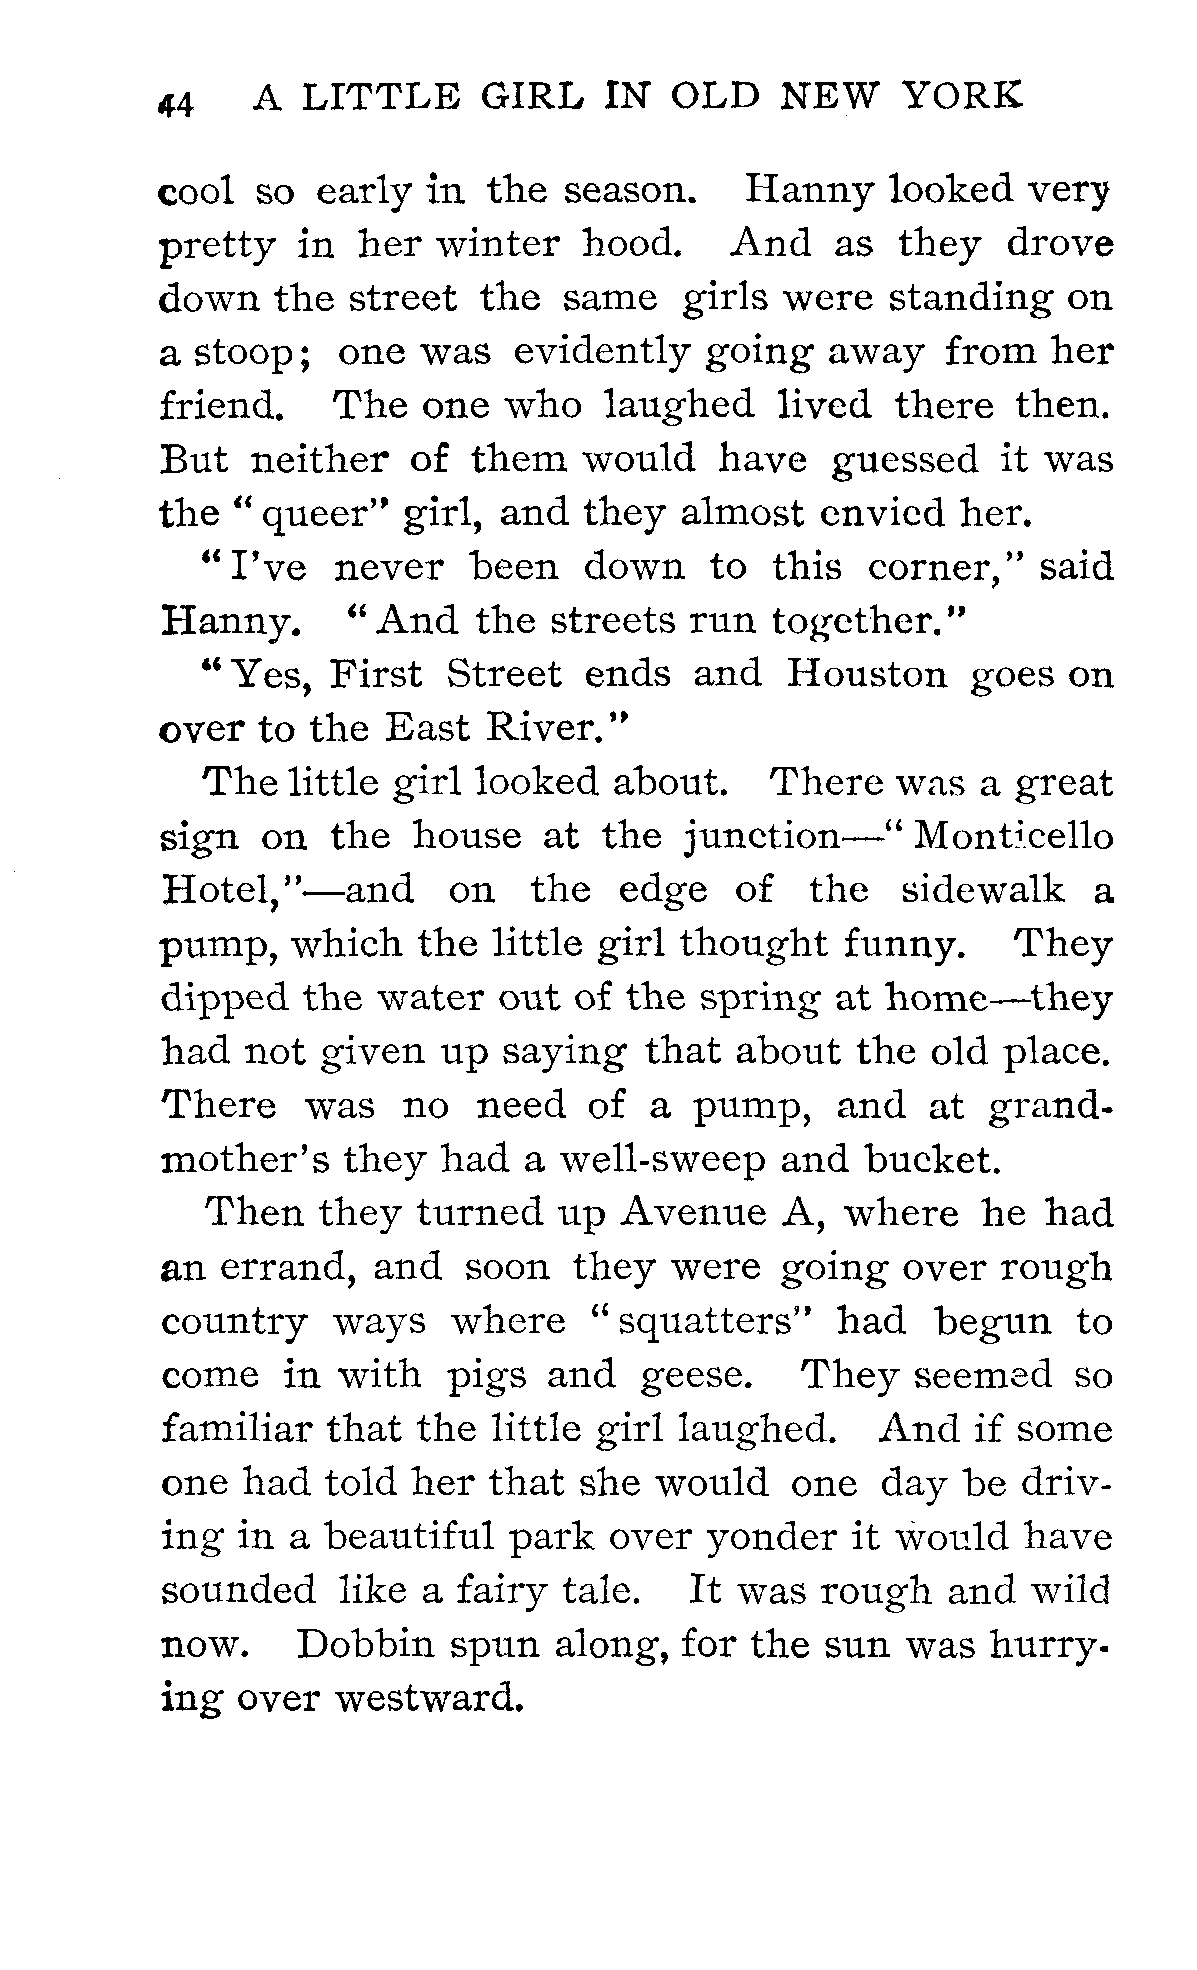 44 A LITTLE GIRL IN OLD NEW YORK
cool so early in the season. Hanny looked very
pretty in her winter hood. And as they drove
down the street the same girls were standing on
a stoop; one was evidently going away from her
friend. The one who laughed lived there then.
But neither of them would have guessed it was
the "queer" girl, and they almost envied her.
"I've never been down to this corner," said
Hanny. "And the streets run together."
"Yes, First Street ends and Houston goes on
over to the East River."
The little girl looked about. There was a great
sign on the house at the junction—"Monticello
Hotel,"—and on the edge of the sidewalk a
pump, which the little girl thought funny. They
dipped the water out of the spring at home—they
had not given up saying that about the old place.
There was no need of a pump, and at grand-
mother's they had a well-sweep and bucket.
Then they turned up Avenue A, where he had
an errand, and soon they were going over rough
country ways where "squatters" had begun to
come in with pigs and geese. They seemed so
familiar that the little girl laughed. And if some
one had told her that she would one day be driv-
ing in a beautiful park over yonder it would have
sounded like a fairy tale. It was rough and wild
now. Dobbin spun along, for the sun was hurry-
ing over westward.